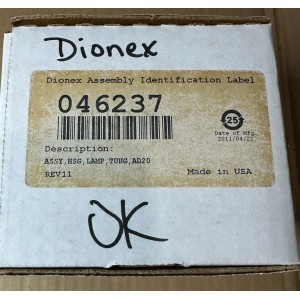 Dionex
Dionex Assembly Identification Label
046237
25
Date of Mfg.
2011/04/22
Description:
ASSY,HSG,LAMP,TUNG,AD20
REV11
Made in USA
OK